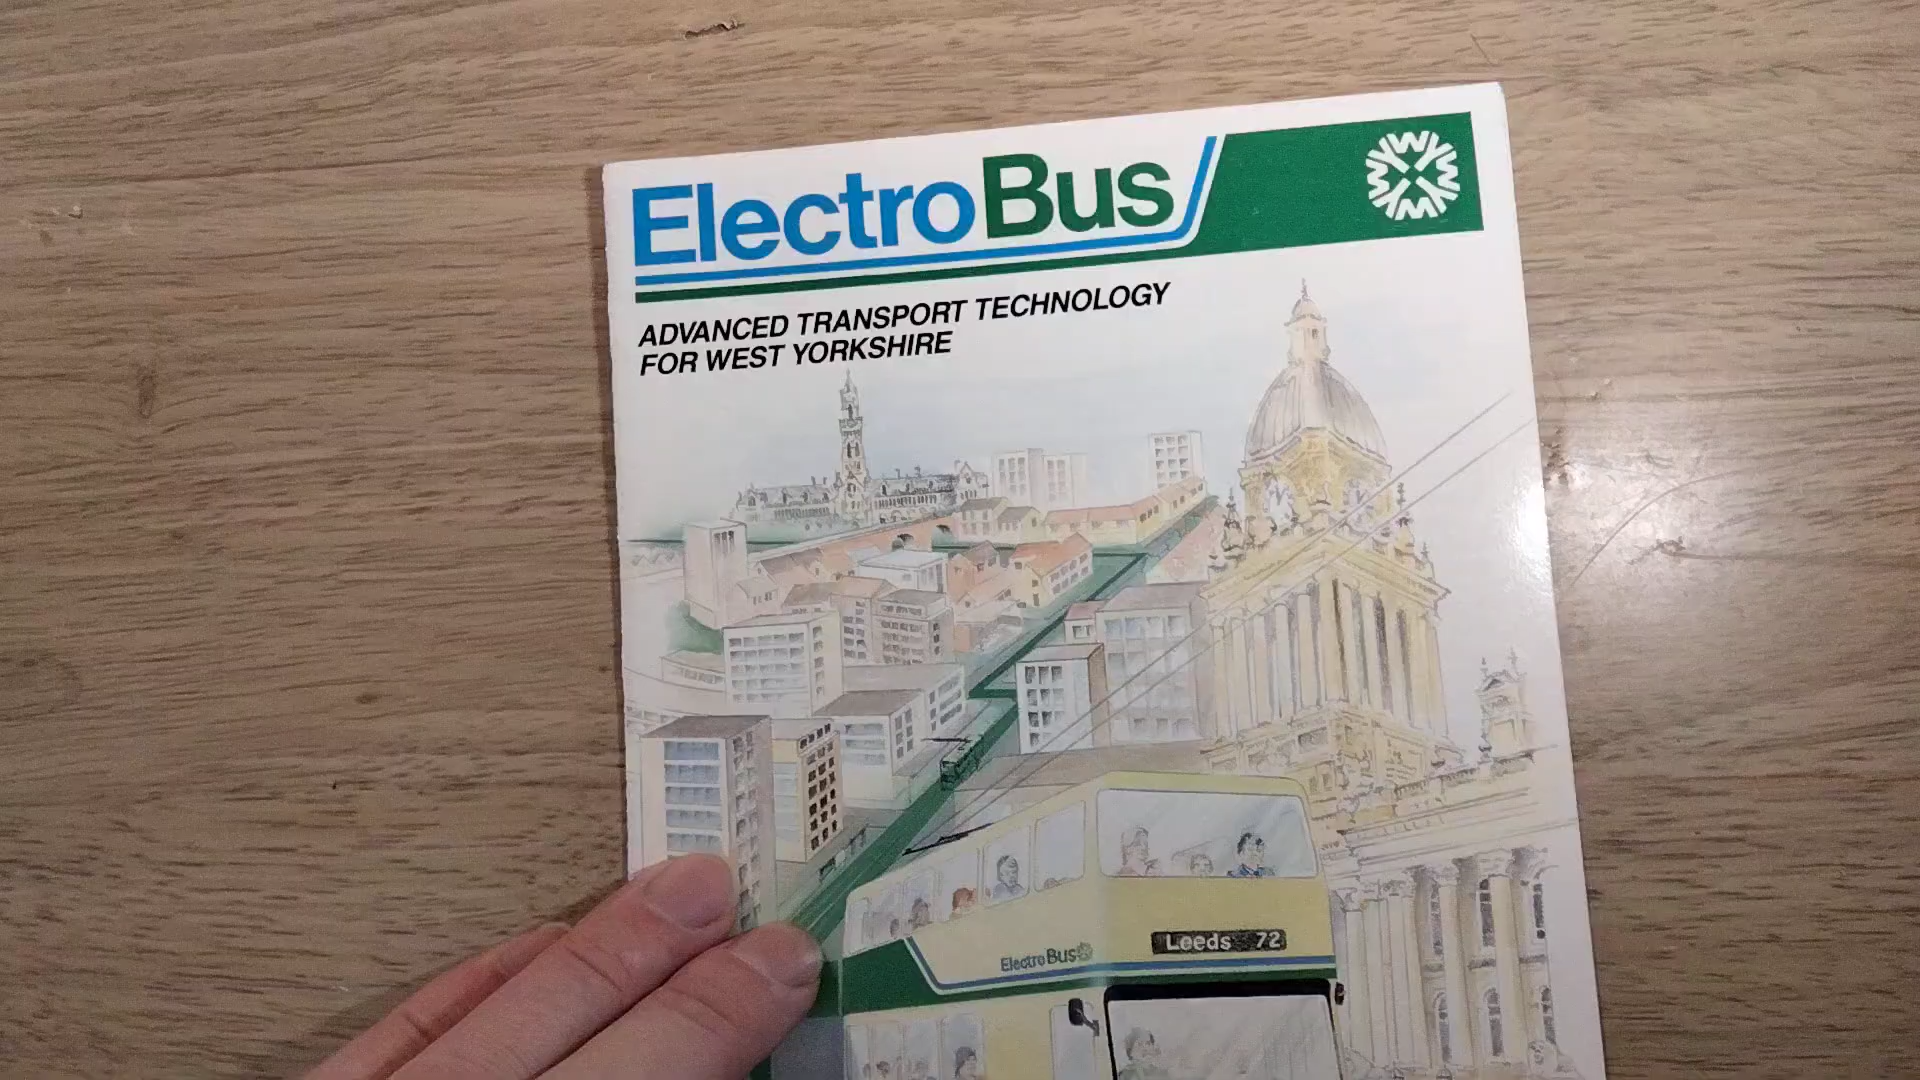 ElectroBus
ADVANCED TRANSPORT TECHNOLOGY
FOR WEST YORKSHIRE
Leeds 72
ElectroBus